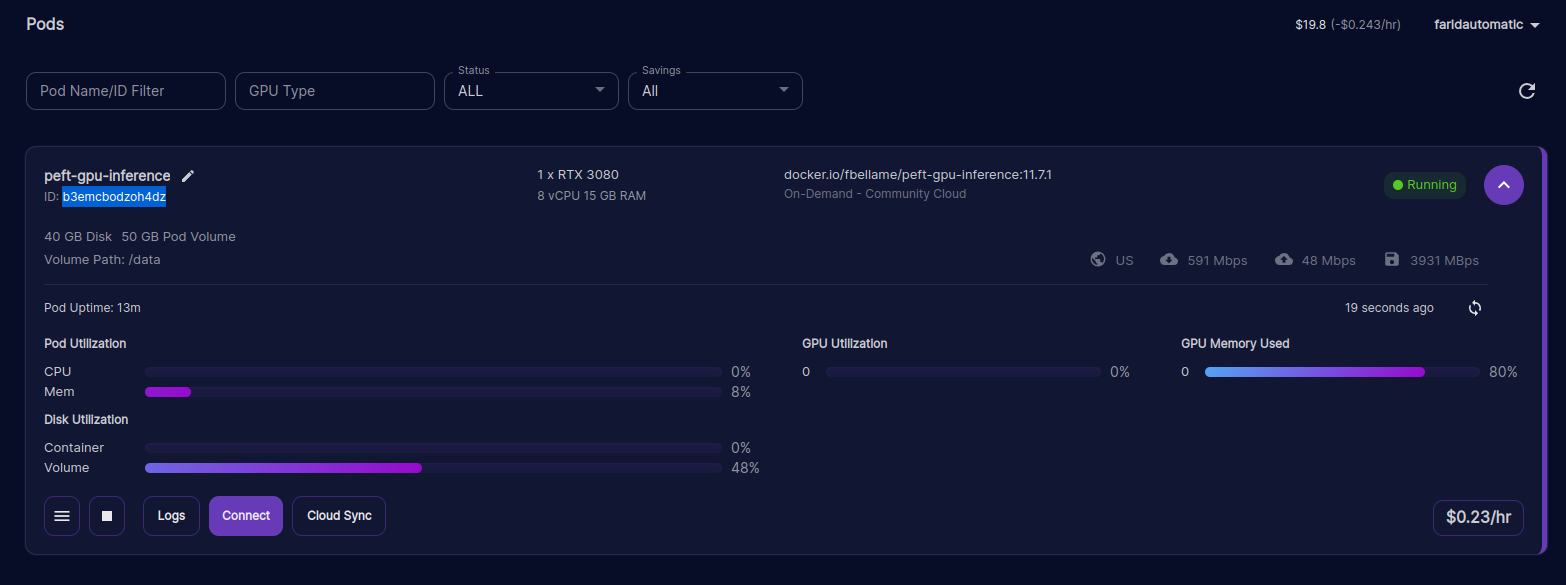 Pods
$19.8 (-$0.243/hr)
faridautomatic
Pod Name/ID Filter
GPU Type
Status
ALL
Savings
All
peft-gpu-inference
ID: b3emcbodzoh4dz
1 x RTX 3080
8 vCPU 15 GB RAM
docker.io/fbellame/peft-gpu-inference:11.7.1
On-Demand - Community Cloud
Running
40 GB Disk 50 GB Pod Volume
Volume Path: /data
US
591 Mbps
48 Mbps
3931 MBps
Pod Uptime: 13m
19 seconds ago
Pod Utilization
CPU
0%
Mem
8%
Disk Utilization
Container
0%
Volume
48%
GPU Utilization
0
0%
GPU Memory Used
0
80%
Logs
Connect
Cloud Sync
$0.23/hr